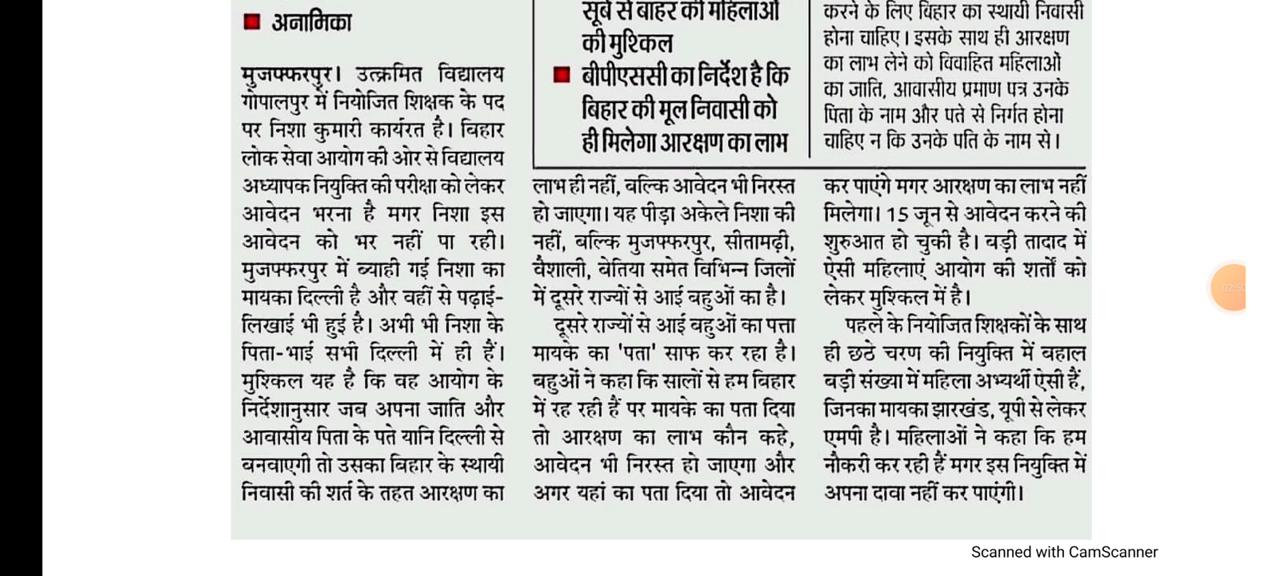 अनामिका
मुजफ्फरपुर। उत्क्रमित विद्यालय
गोपालपुर में नियोजित शिक्षक के पद
पर निशा कुमारी कार्यरत है। बिहार
लोक सेवा आयोग की ओर से विद्यालय
अध्यापक नियुक्ति की परीक्षा को लेकर
आवेदन भरना है मगर निशा इस
आवेदन को भर नहीं पा रही।
मुजफ्फरपुर में ब्याही गई निशा का
मायका दिल्ली है और वहीं से पढ़ाई-
लिखाई भी हुई है। अभी भी निशा के
पिता-भाई सभी दिल्ली में ही हैं।
मुश्किल यह है कि वह आयोग के
निर्देशानुसार जब अपना जाति और
आवासीय पिता के पते यानि दिल्ली से
बनवाएगी तो उसका बिहार के स्थायी
निवासी की शर्त के तहत आरक्षण का
सूबे से बाहर की महिलाओं
की मुश्किल
बीपीएससी का निर्देश है कि
बिहार की मूल निवासी को
ही मिलेगा आरक्षण का लाभ
लाभ ही नहीं, बल्कि आवेदन भी निरस्त
हो जाएगा। यह पीड़ा अकेले निशा की
नहीं, बल्कि मुजफ्फरपुर, सीतामढ़ी,
वैशाली, बेतिया समेत विभिन्न जिलों
में दूसरे राज्यों से आई बहुओं का है।
दूसरे राज्यों से आई बहुओं का पत्ता
मायके का 'पता' साफ कर रहा है।
बहुओं ने कहा कि सालों से हम बिहार
में रह रही हैं पर मायके का पता दिया
तो आरक्षण का लाभ कौन कहे,
आवेदन भी निरस्त हो जाएगा और
अगर यहां का पता दिया तो आवेदन
करने के लिए बिहार का स्थायी निवासी
होना चाहिए। इसके साथ ही आरक्षण
का लाभ लेने को विवाहित महिलाओं
का जाति, आवासीय प्रमाण पत्र उनके
पिता के नाम और पते से निर्गत होना
चाहिए न कि उनके पति के नाम से।
कर पाएंगे मगर आरक्षण का लाभ नहीं
मिलेगा। 15 जून से आवेदन करने की
शुरुआत हो चुकी है। बड़ी तादाद में
ऐसी महिलाएं आयोग की शर्तों को
लेकर मुश्किल में है।
पहले के नियोजित शिक्षकों के साथ
ही छठे चरण की नियुक्ति में बहाल
बड़ी संख्या में महिला अभ्यर्थी ऐसी हैं,
जिनका मायका झारखंड, यूपी से लेकर
एमपी है। महिलाओं ने कहा कि हम
नौकरी कर रही हैं मगर इस नियुक्ति में
अपना दावा नहीं कर पाएंगी।
Scanned with CamScanner